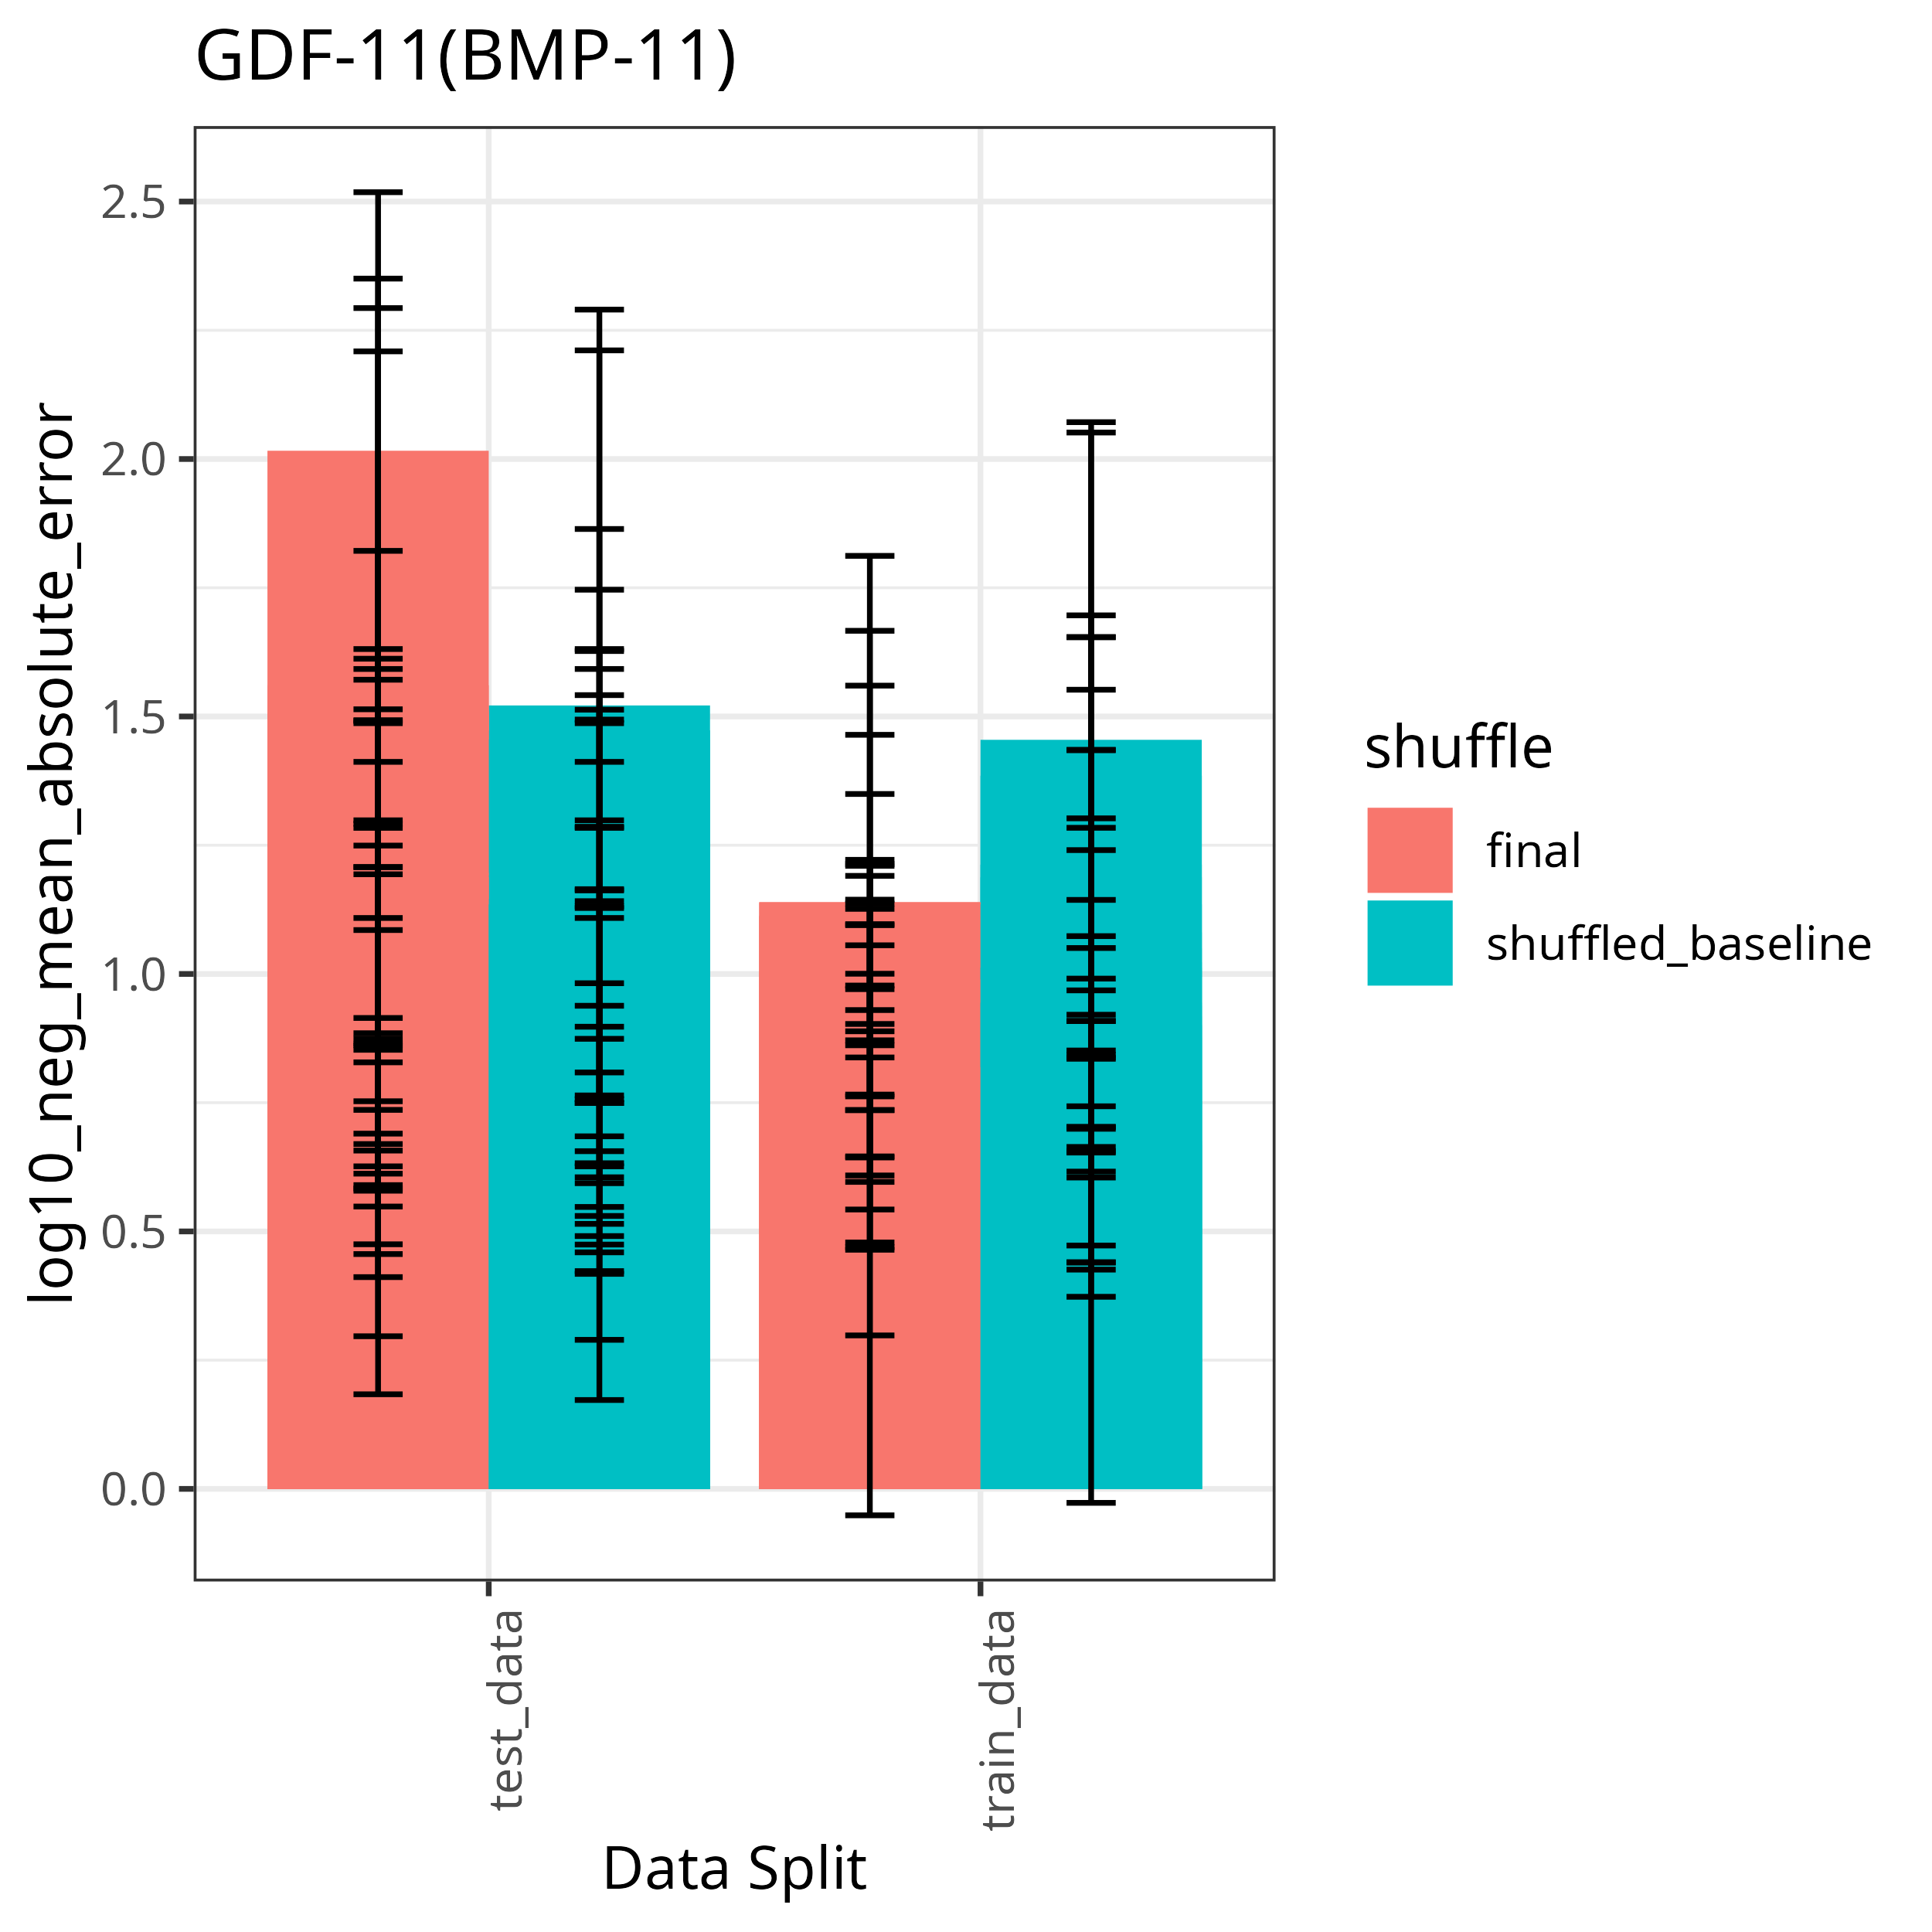 GDF-11(BMP-11)
log10_neg_mean_absolute_error
2.5
2.0
1.5
1.0
0.5
0.0
test_data
train_data
Data Split
shuffle
final
shuffled_baseline